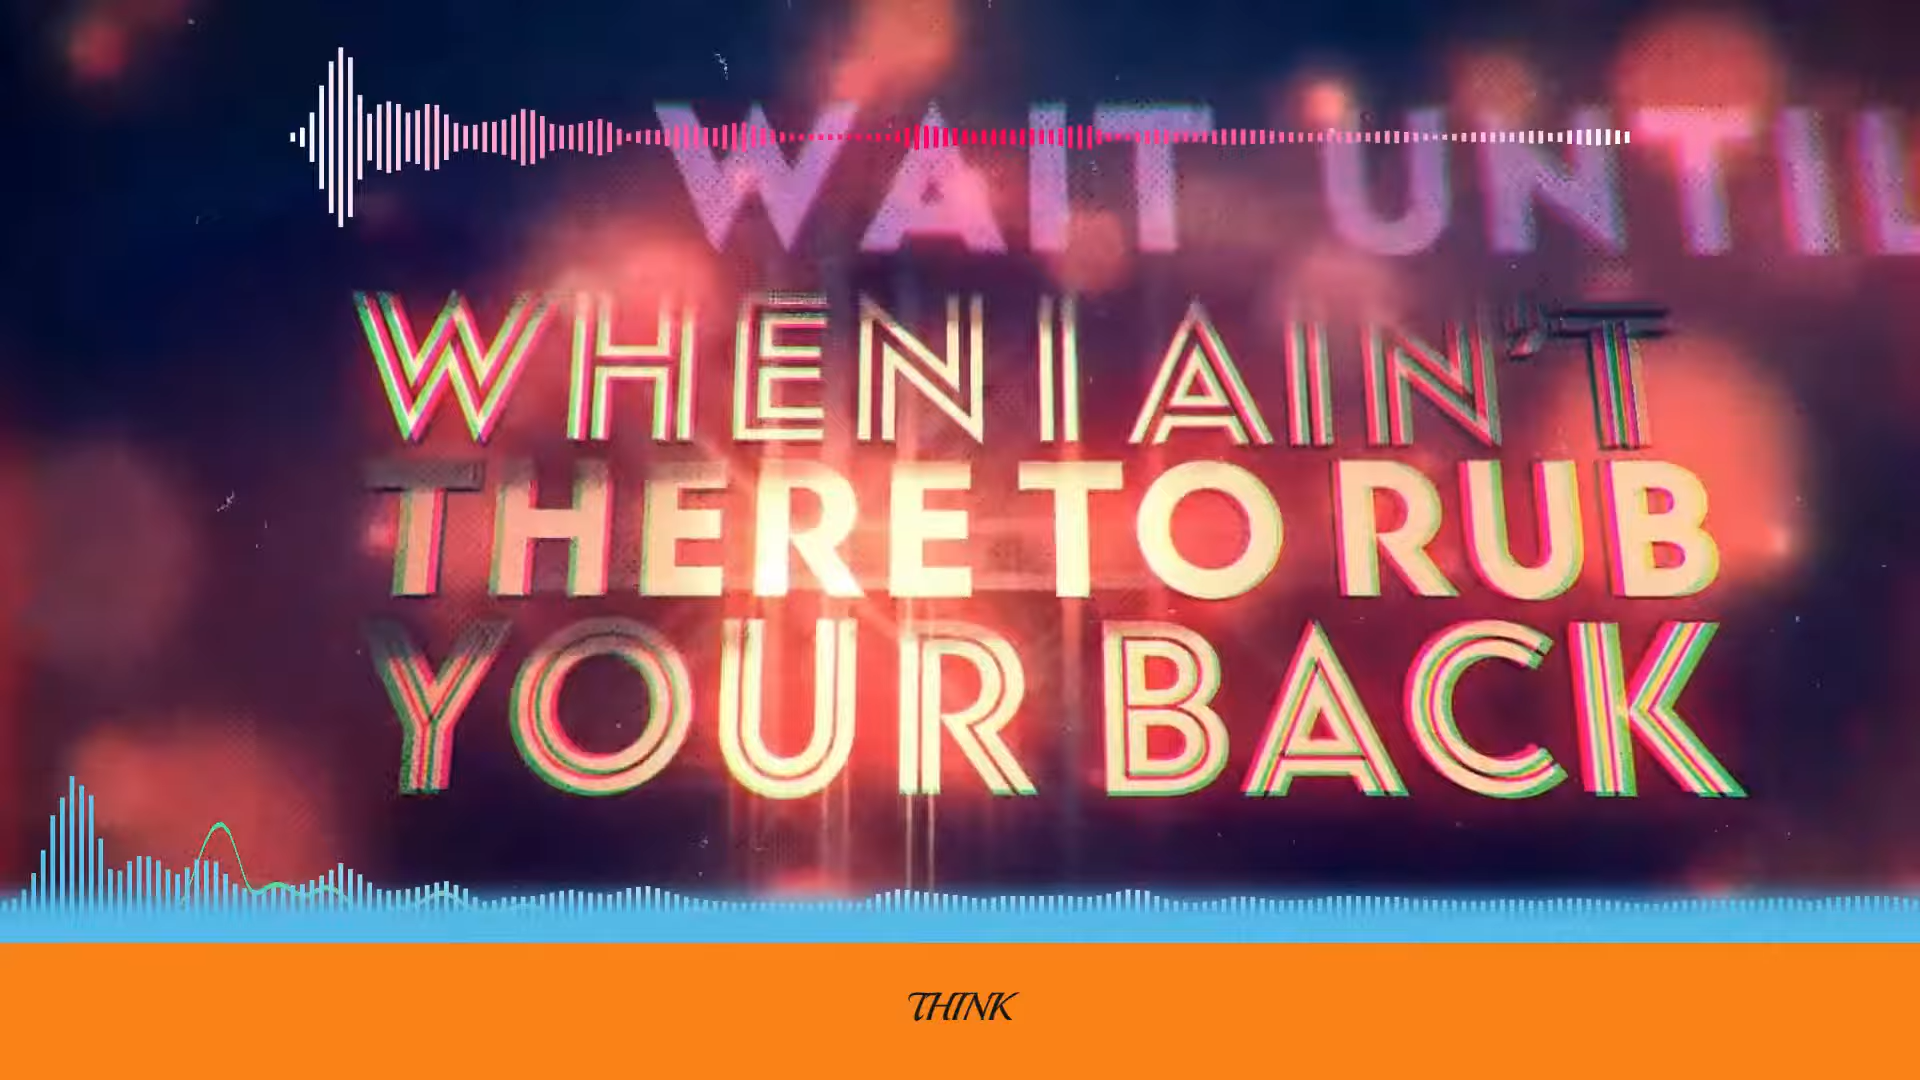 WAIT UNTIL
WHEN I AIN'T
THERE TO RUB
YOUR BACK
THINK